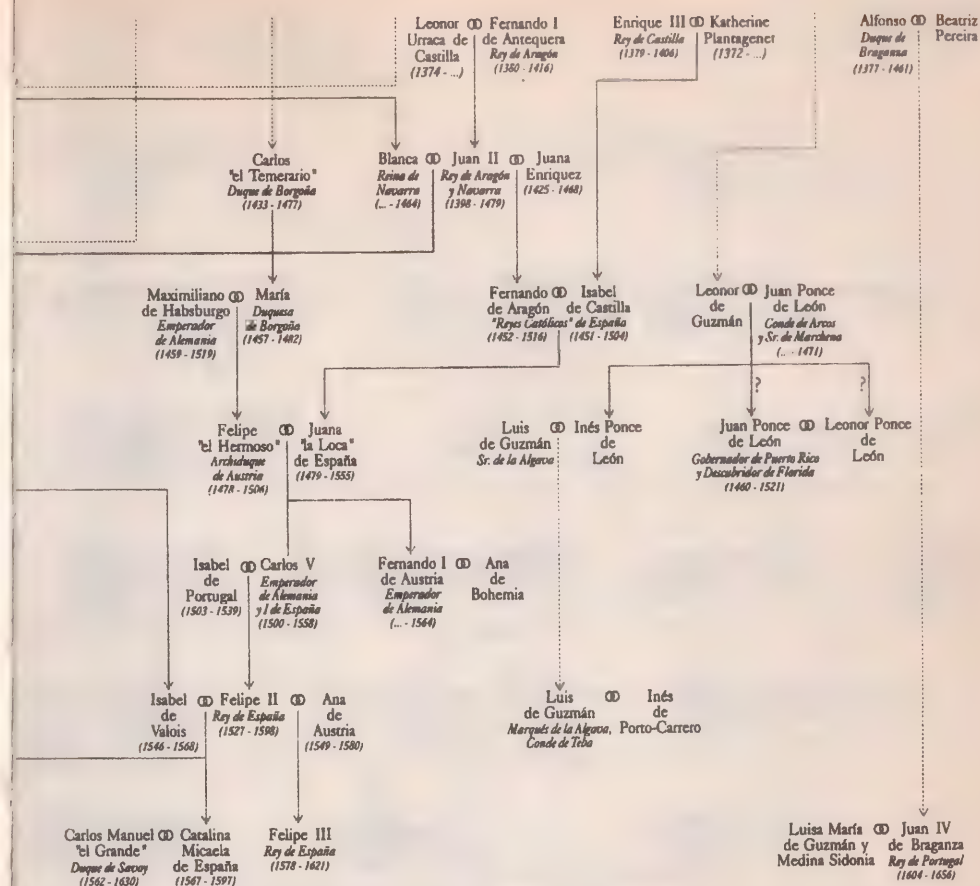 Leonor ⚭ Fernando I
Urraca de de Antequera
Castilla Rey de Aragón
(1374 - ...) (1380 - 1416)
Enrique III ⚭ Katherine
Rey de Castilla Plantagenet
(1379 - 1406) (1372 - ...)
Alfonso ⚭ Beatriz
Duque de Pereira
Braganza
(1377 - 1461)
Carlos
"el Temerario"
Duque de Borgoña
(1433 - 1477)
Blanca ⚭ Juan II ⚭ Juana
Reina de Rey de Aragón Enriquez
Navarra y Navarra (1425 - 1468)
(... - 1464) (1398 - 1479)
Maximiliano ⚭ María
de Habsburgo Duquesa
Emperador de Borgoña
de Alemania (1457 - 1482)
(1459 - 1519)
Fernando ⚭ Isabel
de Aragón de Castilla
"Reyes Católicos" de España
(1452 - 1516) (1451 - 1504)
Leonor ⚭ Juan Ponce
de de León
Guzmán Conde de Arcos
y Sr. de Marchena
(... - 1471)
? ?
Felipe ⚭ Juana
"el Hermoso" "la Loca"
Archiduque de España
de Austria (1479 - 1555)
(1478 - 1506)
Luis ⚭ Inés Ponce
de Guzmán de
Sr. de la Algava León
Juan Ponce ⚭ Leonor Ponce
de León de
Gobernador de Puerto Rico León
y Descubridor de Florida
(1460 - 1521)
Isabel ⚭ Carlos V
de Emperador
Portugal de Alemania
(1503 - 1539) y I de España
(1500 - 1558)
Fernando I ⚭ Ana
de Austria de
Emperador Bohemia
de Alemania
(... - 1564)
Isabel ⚭ Felipe II ⚭ Ana
de Rey de España de
Valois (1527 - 1598) Austria
(1546 - 1568) (1549 - 1580)
Luis ⚭ Inés
de Guzmán de
Marqués de la Algava, Porto-Carrero
Conde de Teba
Carlos Manuel ⚭ Catalina
"el Grande" Micaela
Duque de Savoy de España
(1562 - 1630) (1567 - 1597)
Felipe III
Rey de España
(1578 - 1621)
Luisa María ⚭ Juan IV
de Guzmán y de Braganza
Medina Sidonia Rey de Portugal
(1604 - 1656)